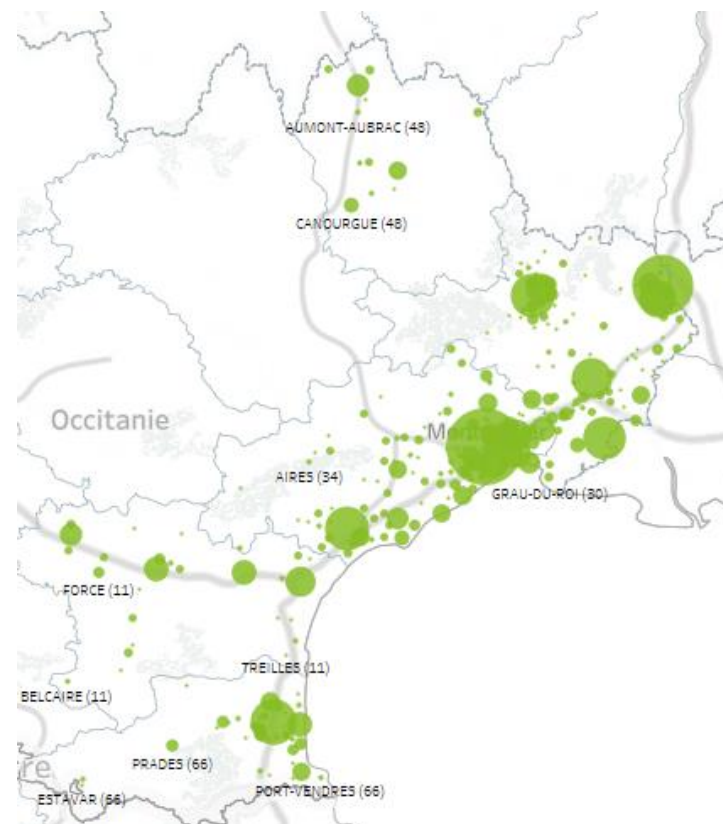 AUMONT-AUBRAC (48)
CANOURGUE (48)
Occitanie
AIRES (34)
GRAU-DU-ROI (30)
FORCE (11)
TREILLES (11)
BELCAIRE (11)
PRADES (66)
ESTAVAR (66)
PORT-VENDRES (66)